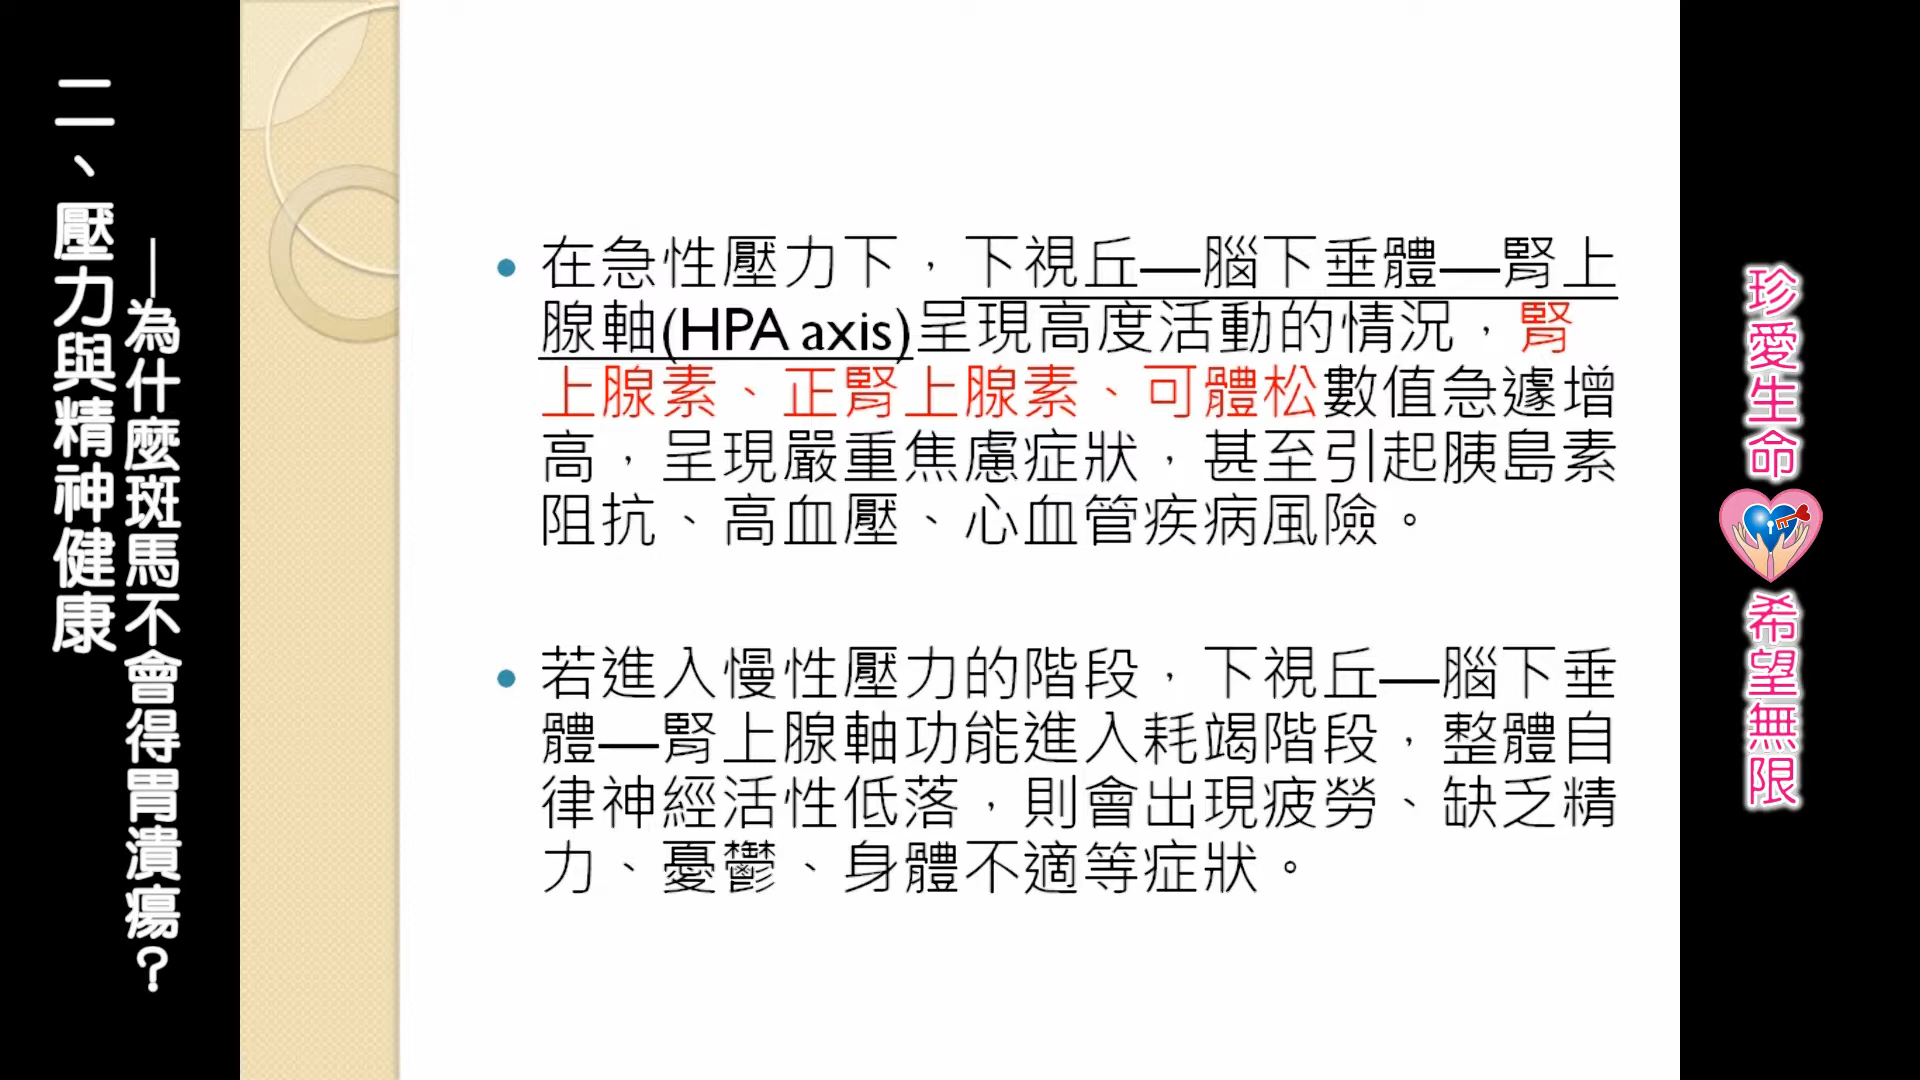 二、壓力與精神健康
—為什麼斑馬不會得胃潰瘍？
• 在急性壓力下，下視丘—腦下垂體—腎上
腺軸(HPA axis)呈現高度活動的情況，腎
上腺素、正腎上腺素、可體松數值急遽增
高，呈現嚴重焦慮症狀，甚至引起胰島素
阻抗、高血壓、心血管疾病風險。
• 若進入慢性壓力的階段，下視丘—腦下垂
體—腎上腺軸功能進入耗竭階段，整體自
律神經活性低落，則會出現疲勞、缺乏精
力、憂鬱、身體不適等症狀。
珍愛生命
希望無限